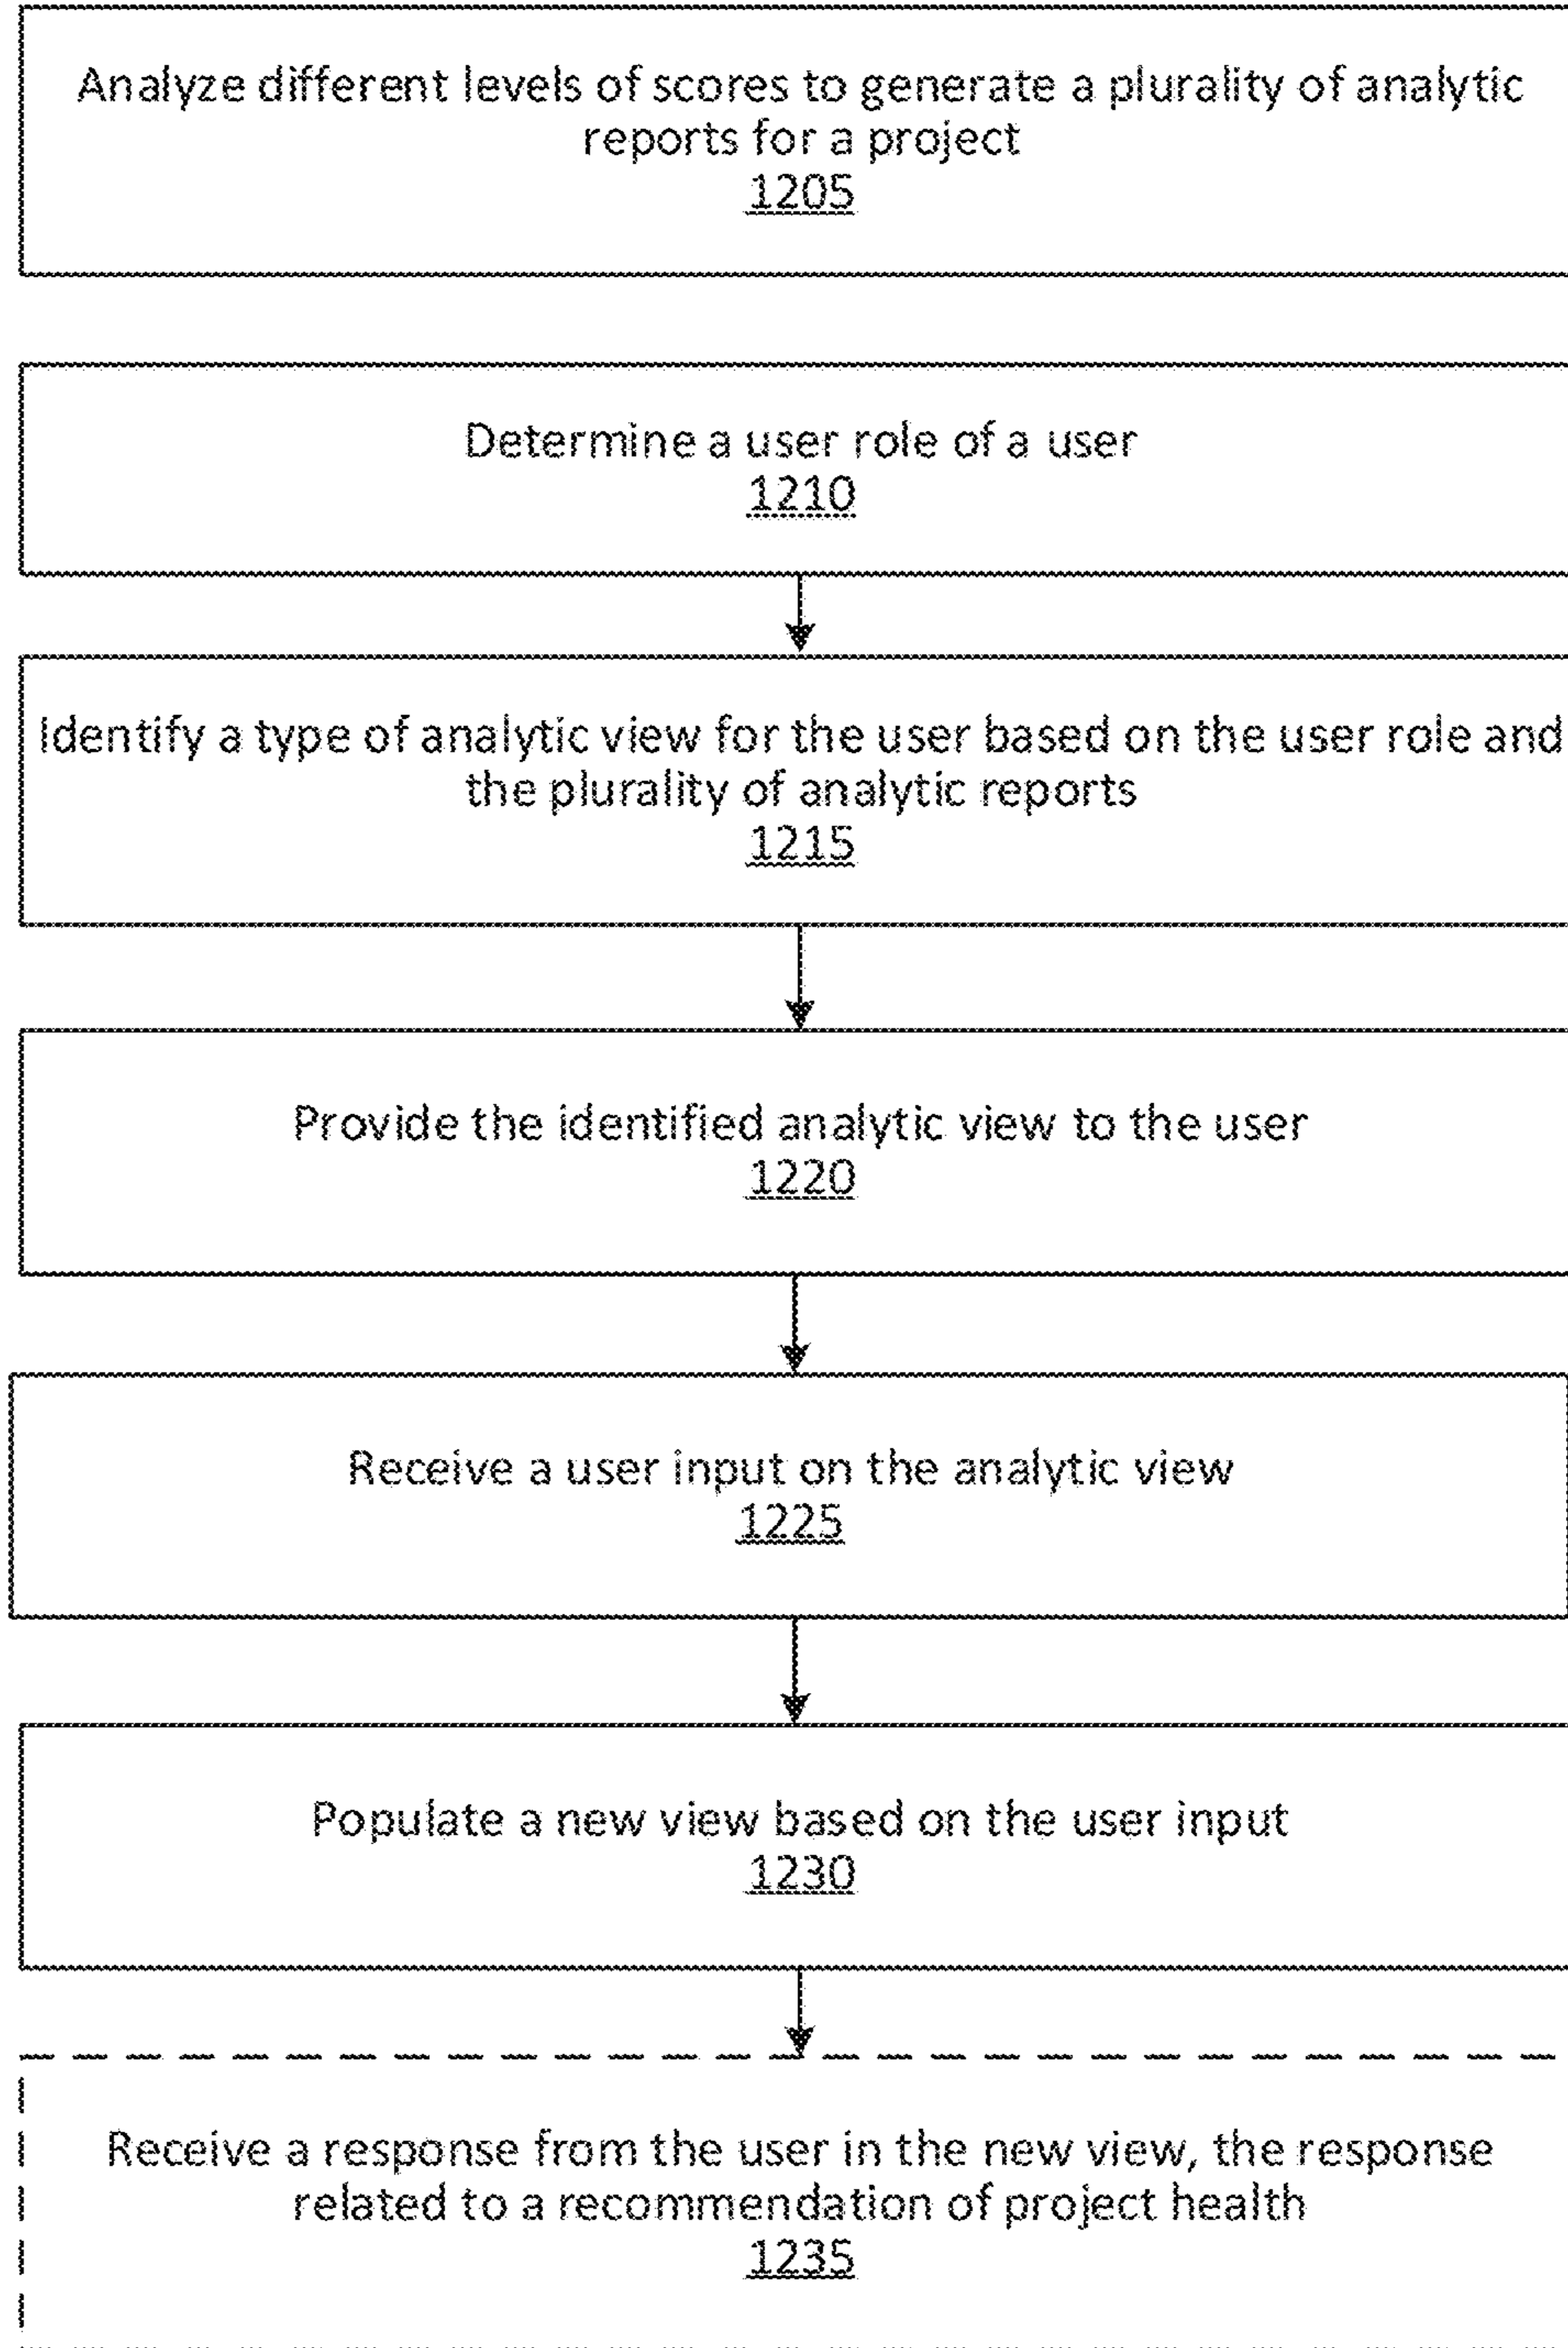 Analyze different levels of scores to generate a plurality of analytic
reports for a project
1205
Determine a user role of a user
1210
Identify a type of analytic view for the user based on the user role and
the plurality of analytic reports
1215
Provide the identified analytic view to the user
1220
Receive a user input on the analytic view
1225
Populate a new view based on the user input
1230
Receive a response from the user in the new view, the response
related to a recommendation of project health
1235